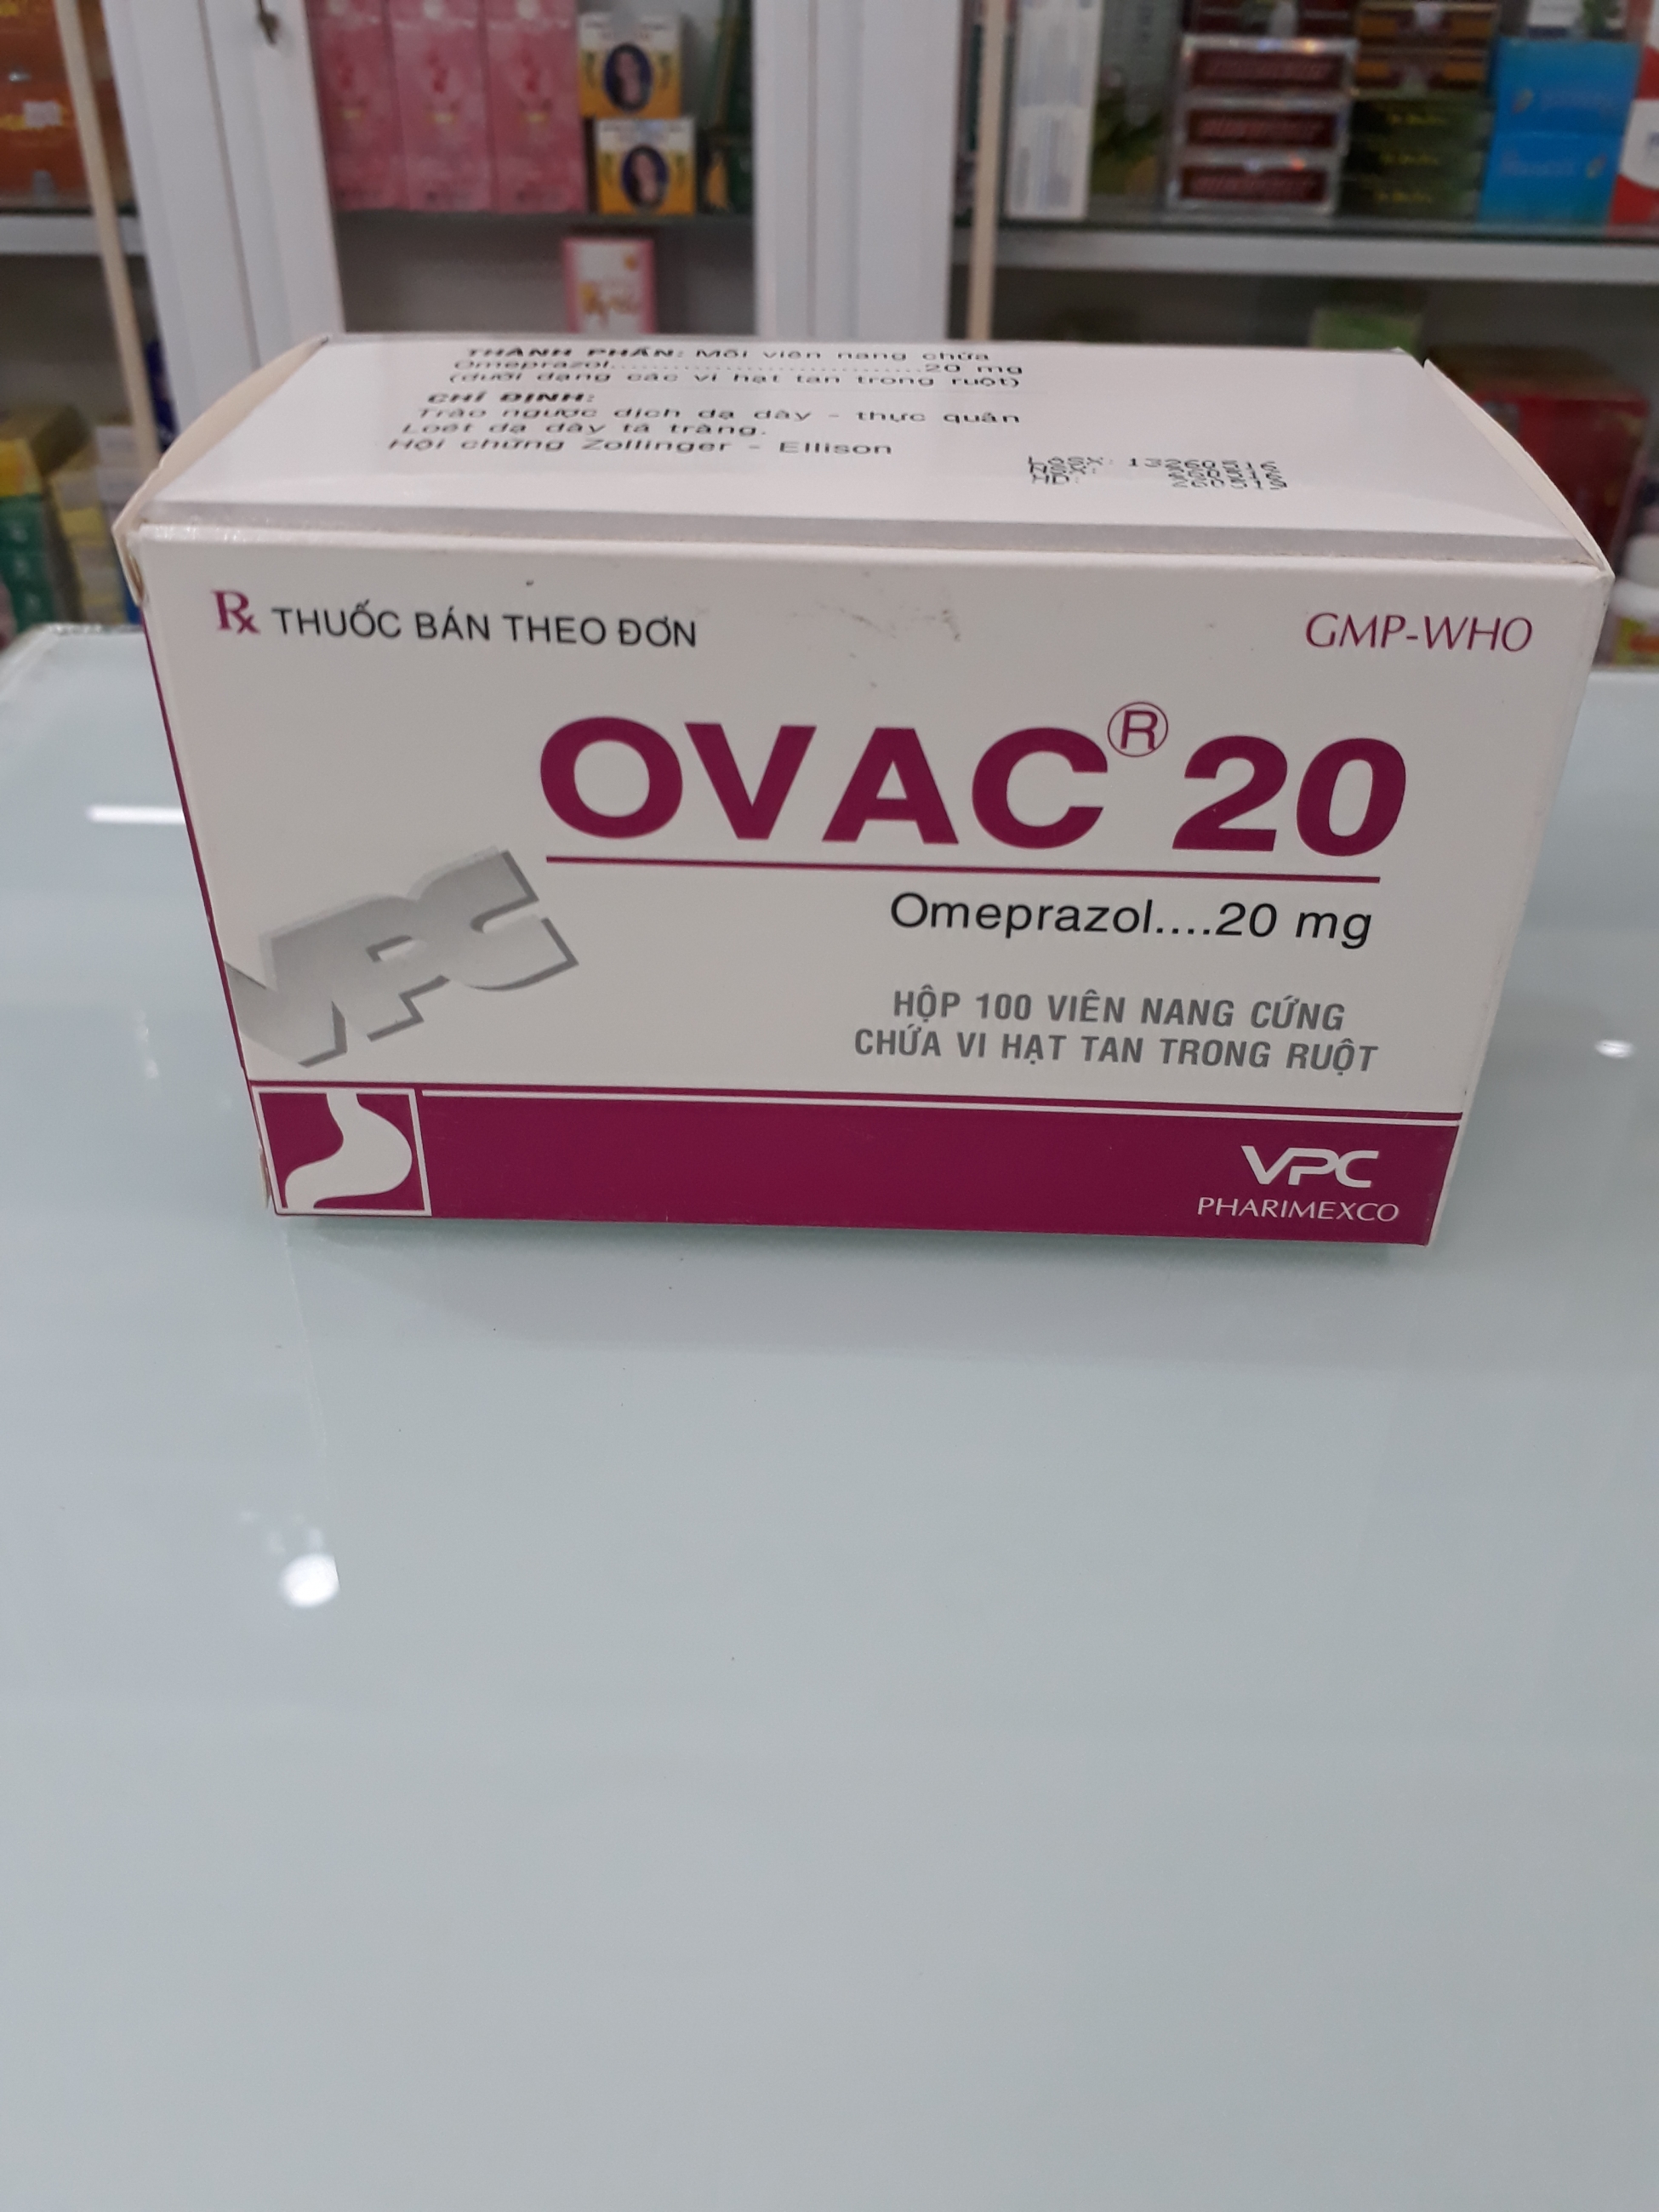 THÀNH PHẦN: Mỗi viên nang chứa
Omeprazol..............................20 mg
(dưới dạng các vi hạt tan trong ruột)
CHỈ ĐỊNH:
Trào ngược dịch dạ dày - thực quản
Loét dạ dày tá tràng.
Hội chứng Zollinger - Ellison
HD:
Rx THUỐC BÁN THEO ĐƠN
GMP-WHO
OVAC® 20
Omeprazol....20 mg
VPC
HỘP 100 VIÊN NANG CỨNG
CHỨA VI HẠT TAN TRONG RUỘT
VPC
PHARIMEXCO